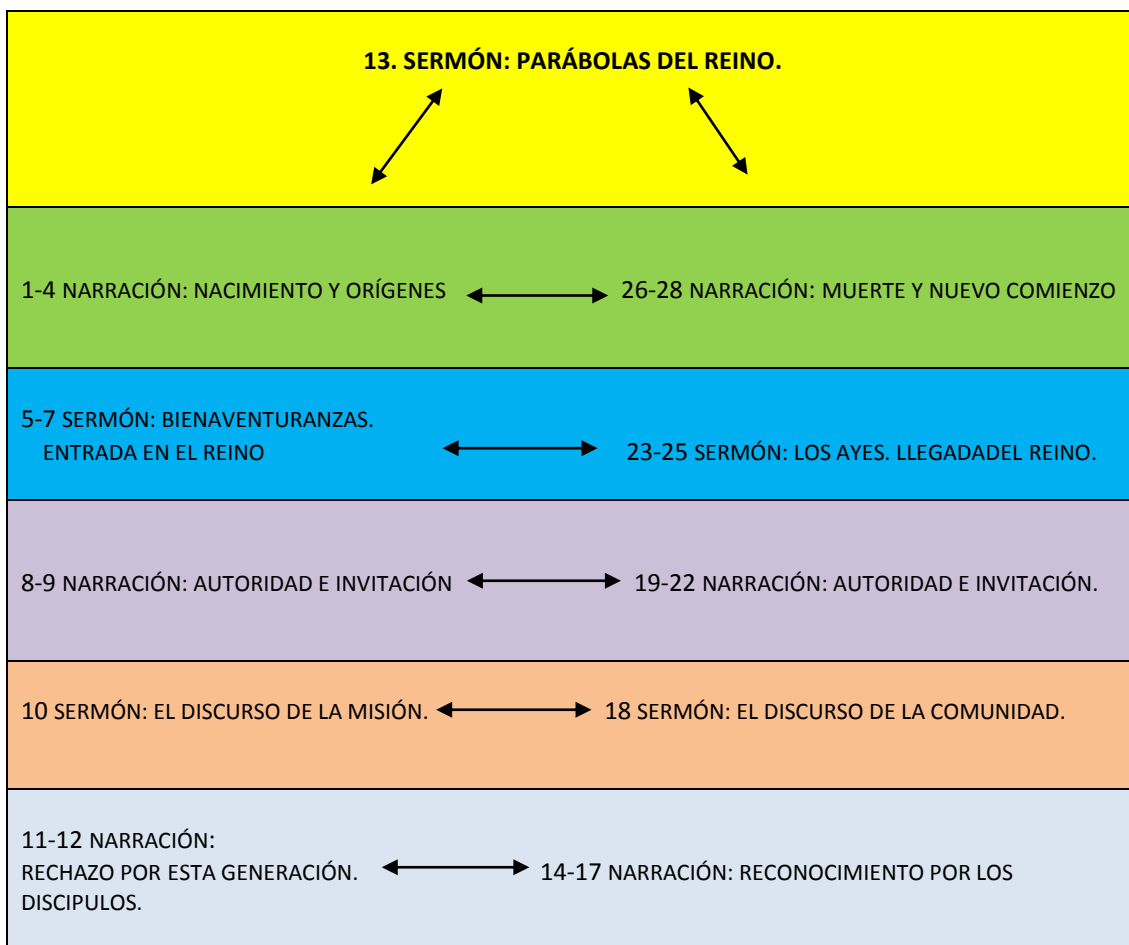 13. SERMÓN: PARÁBOLAS DEL REINO.
1-4 NARRACIÓN: NACIMIENTO Y ORÍGENES
26-28 NARRACIÓN: MUERTE Y NUEVO COMIENZO
5-7 SERMÓN: BIENAVENTURANZAS.
ENTRADA EN EL REINO
23-25 SERMÓN: LOS AYES. LLEGADADEL REINO.
8-9 NARRACIÓN: AUTORIDAD E INVITACIÓN
19-22 NARRACIÓN: AUTORIDAD E INVITACIÓN.
10 SERMÓN: EL DISCURSO DE LA MISIÓN.
18 SERMÓN: EL DISCURSO DE LA COMUNIDAD.
11-12 NARRACIÓN:
RECHAZO POR ESTA GENERACIÓN.
14-17 NARRACIÓN: RECONOCIMIENTO POR LOS
DISCIPULOS.